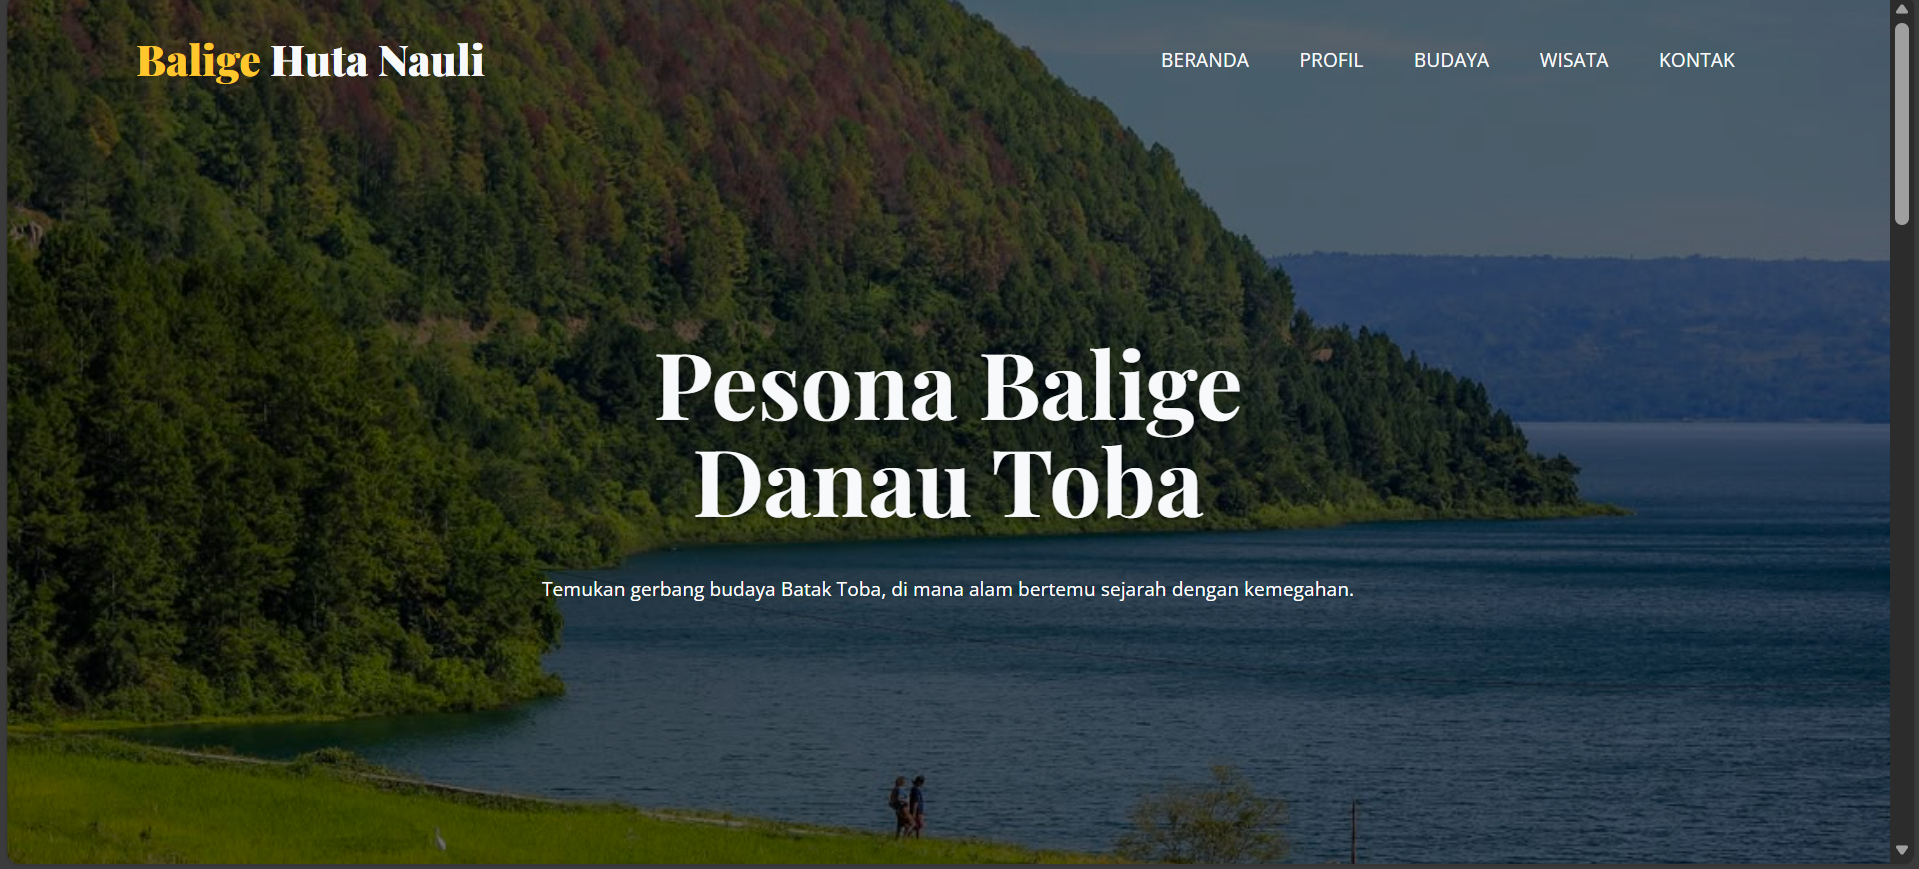 Balige Huta Nauli
BERANDA PROFIL BUDAYA WISATA KONTAK
Pesona Balige
Danau Toba
Temukan gerbang budaya Batak Toba, di mana alam bertemu sejarah dengan kemegahan.